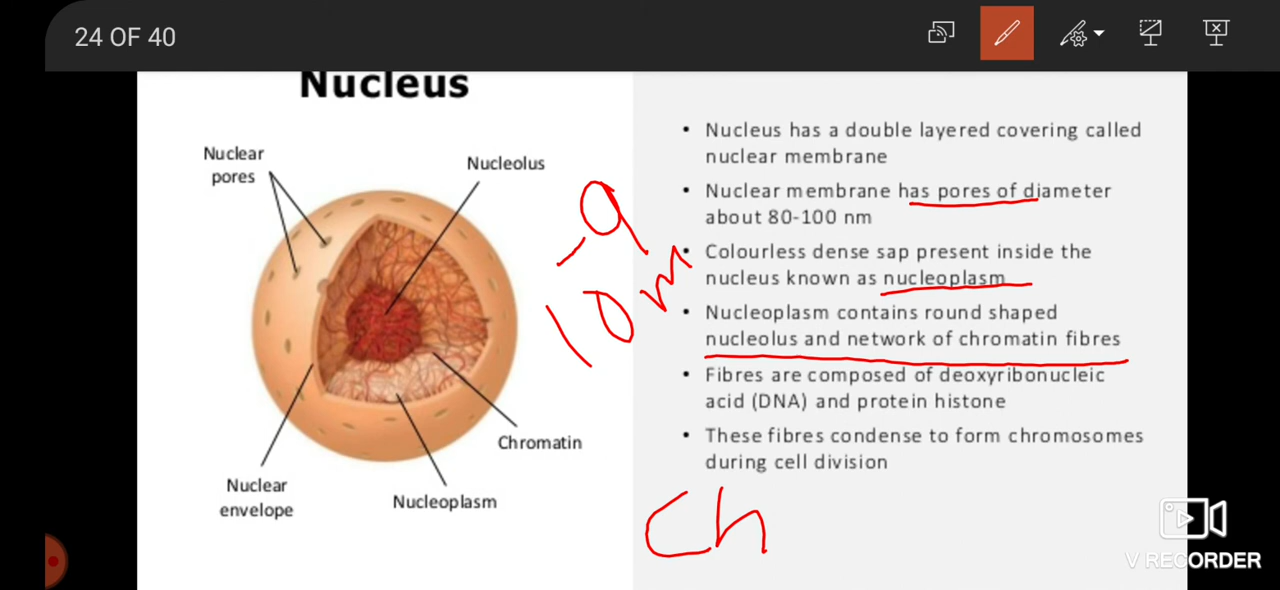 24 OF 40
Nucleus
Nuclear
pores
Nucleolus
Chromatin
Nucleoplasm
Nuclear
envelope
• Nucleus has a double layered covering called
nuclear membrane
• Nuclear membrane has pores of diameter
about 80-100 nm
• Colourless dense sap present inside the
nucleus known as nucleoplasm
• Nucleoplasm contains round shaped
nucleolus and network of chromatin fibres
• Fibres are composed of deoxyribonucleic
acid (DNA) and protein histone
• These fibres condense to form chromosomes
during cell division
-9
10 m
Ch
V RECORDER